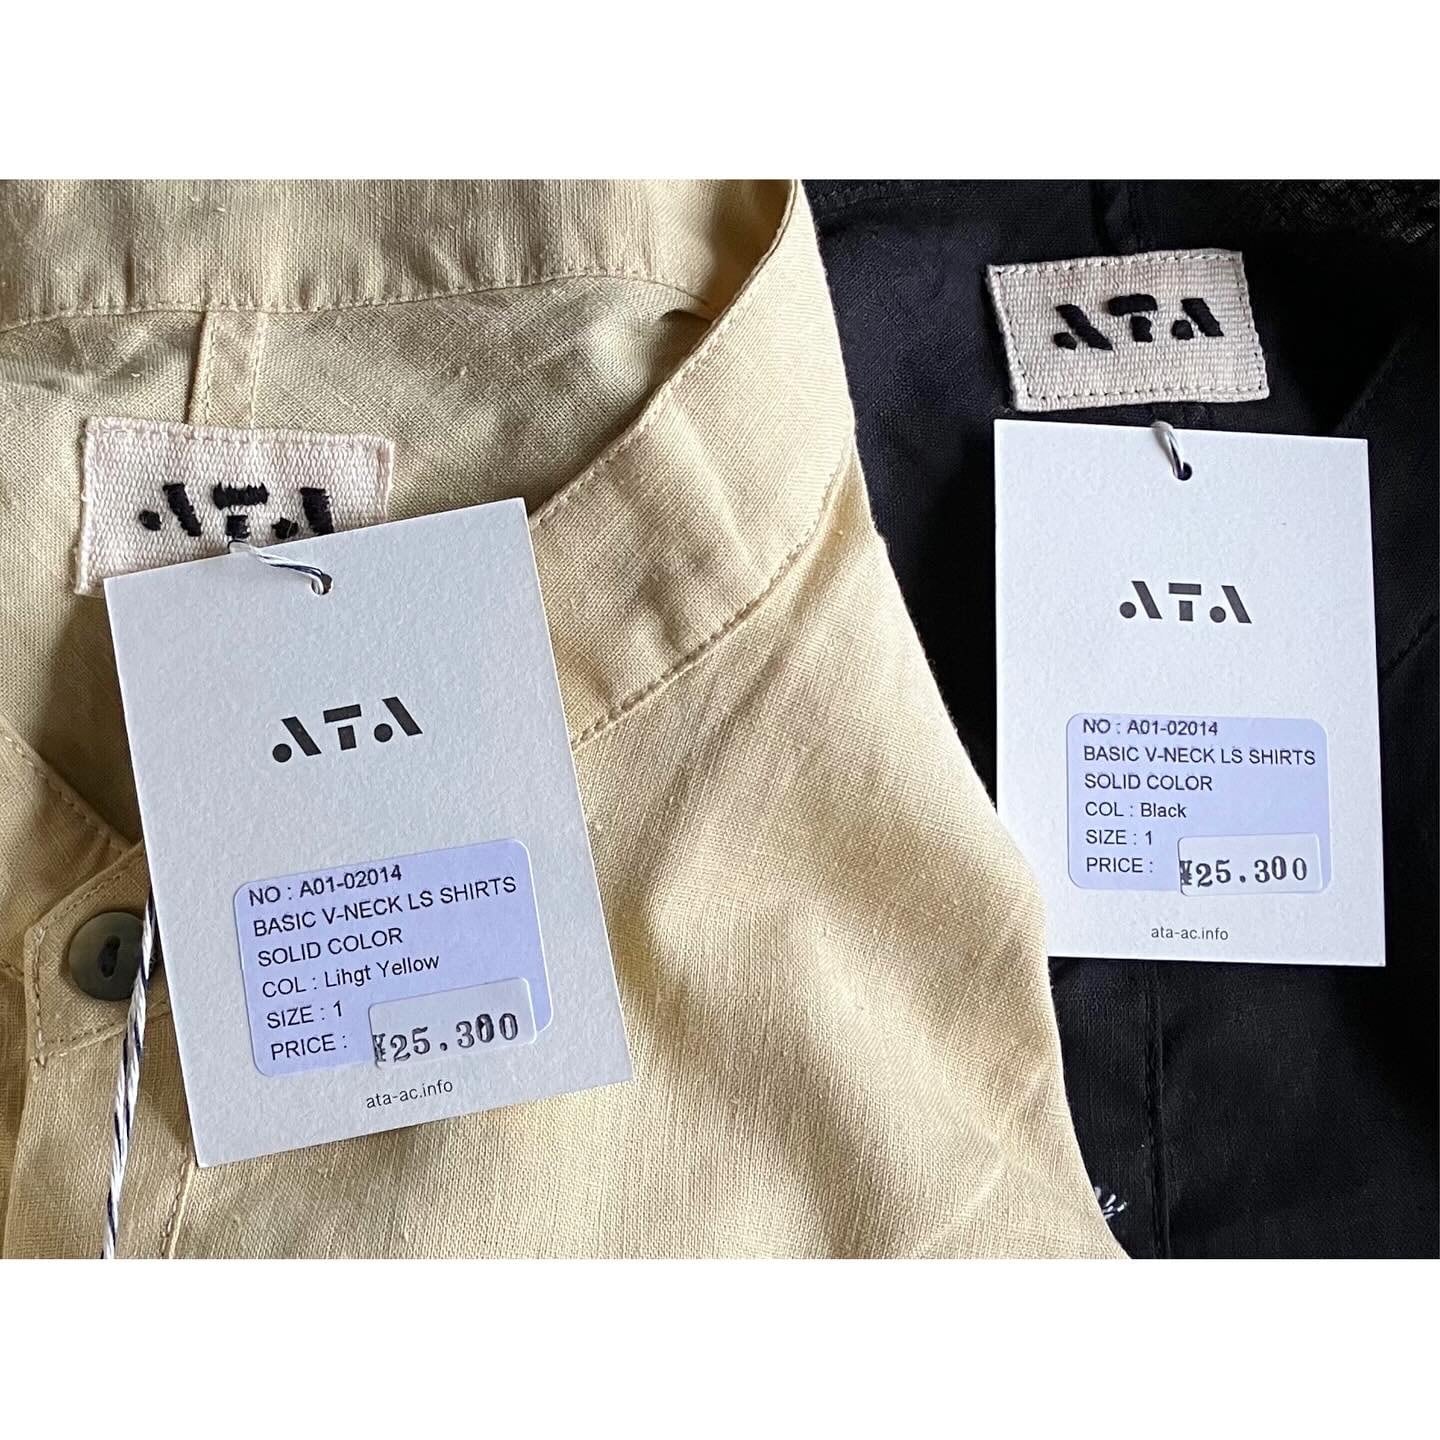 ATA
ATA
NO : A01-02014
BASIC V-NECK LS SHIRTS
SOLID COLOR
COL : Lihgt Yellow
SIZE : 1
PRICE : ¥25.300
ata-ac.info
ATA
ATA
NO : A01-02014
BASIC V-NECK LS SHIRTS
SOLID COLOR
COL : Black
SIZE : 1
PRICE : ¥25.300
ata-ac.info